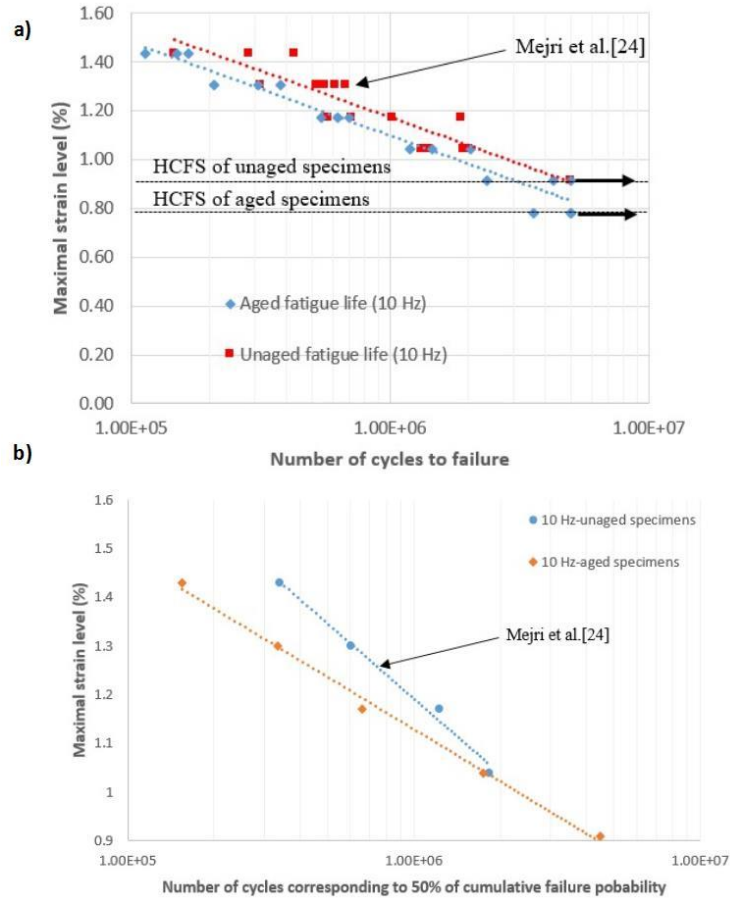 a)
Maximal strain level (%)
1.60
1.40
1.20
1.00
0.80
0.60
0.40
0.20
0.00
Mejri et al.[24]
HCFS of unaged specimens
HCFS of aged specimens
Aged fatigue life (10 Hz)
Unaged fatigue life (10 Hz)
1.00E+05
1.00E+06
1.00E+07
Number of cycles to failure
b)
Maximal strain level (%)
1.6
1.5
1.4
1.3
1.2
1.1
1
0.9
10 Hz-unaged specimens
10 Hz-aged specimens
Mejri et al.[24]
1.00E+05
1.00E+06
1.00E+07
Number of cycles corresponding to 50% of cumulative failure pobability